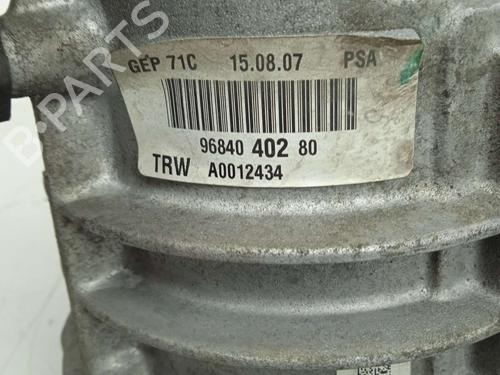 GEP 71C 15.08.07 PSA
96840 402 80
TRW A0012434
B-PARTS